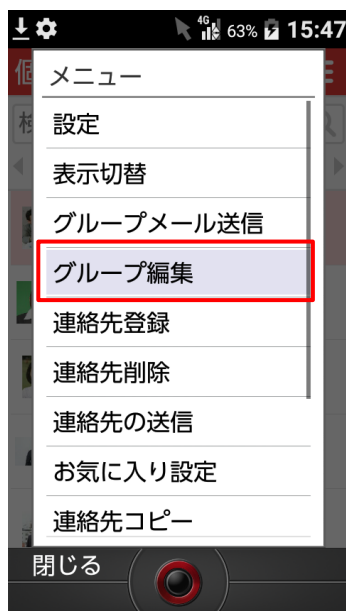 4G 63% 15:47
個
メニュー
検
設定
表示切替
グループメール送信
グループ編集
連絡先登録
連絡先削除
連絡先の送信
お気に入り設定
連絡先コピー
閉じる